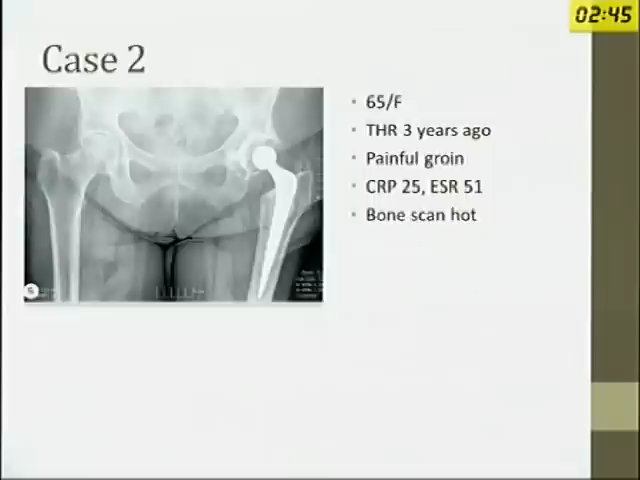 02:45
Case 2
• 65/F
• THR 3 years ago
• Painful groin
• CRP 25, ESR 51
• Bone scan hot